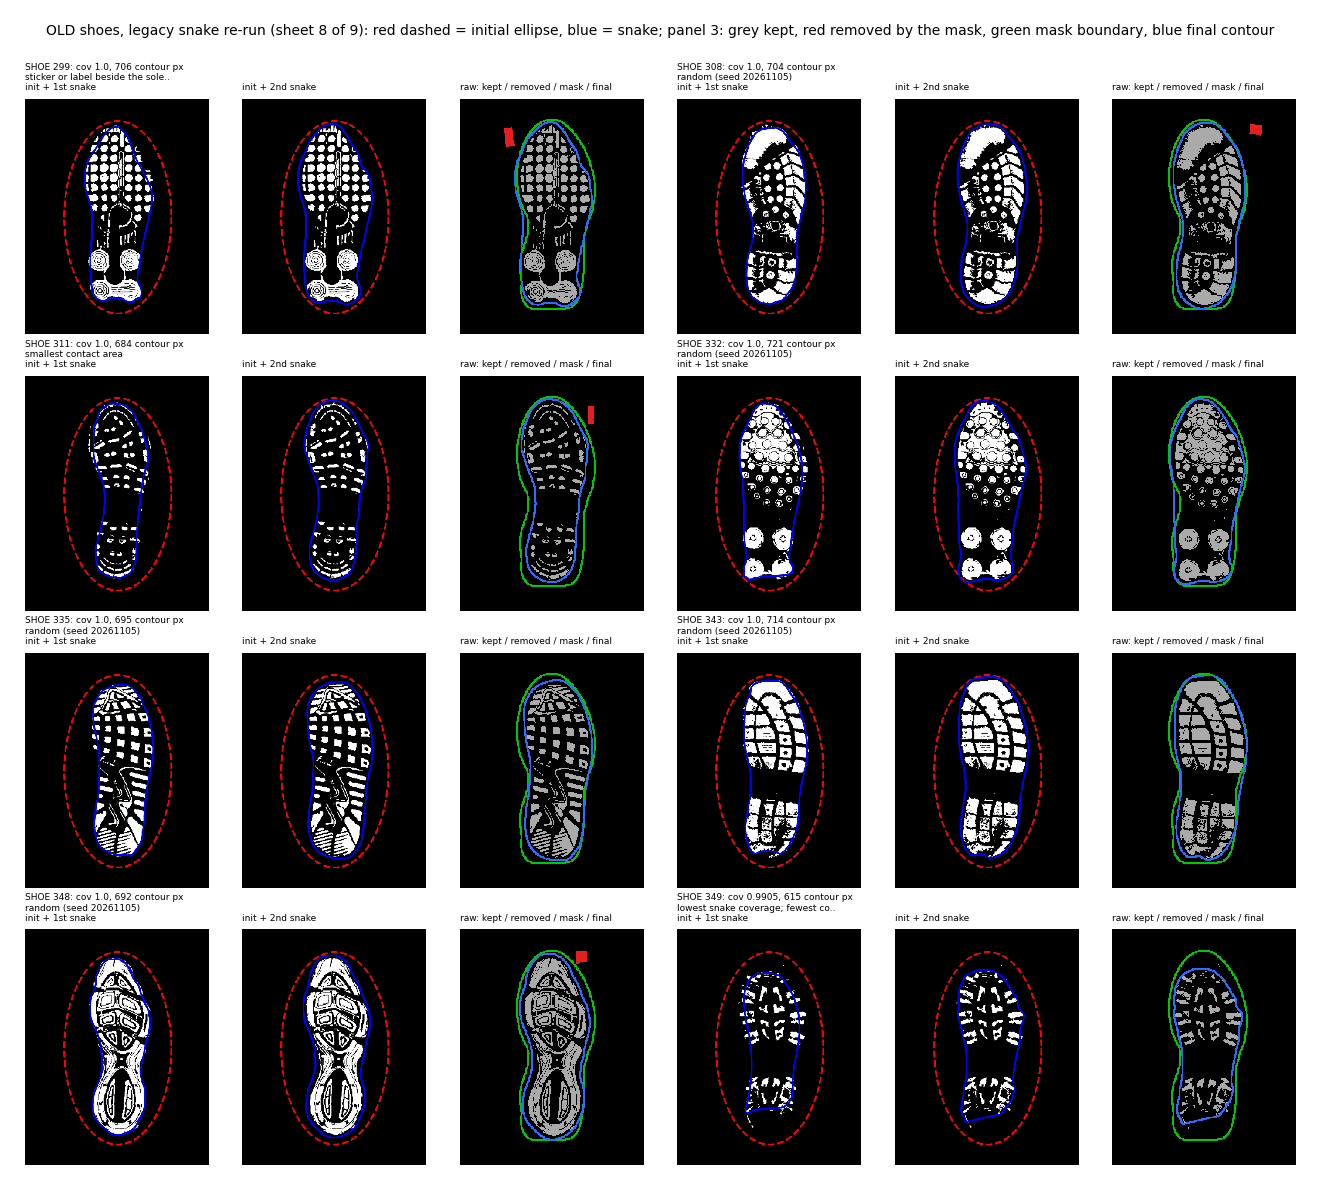 OLD shoes, legacy snake re-run (sheet 8 of 9): red dashed = initial ellipse, blue = snake; panel 3: grey kept, red removed by the mask, green mask boundary, blue final contour
SHOE 299: cov 1.0, 706 contour px
sticker or label beside the sole..
init + 1st snake
init + 2nd snake
raw: kept / removed / mask / final
SHOE 308: cov 1.0, 704 contour px
random (seed 20261105)
init + 1st snake
init + 2nd snake
raw: kept / removed / mask / final
SHOE 311: cov 1.0, 684 contour px
smallest contact area
init + 1st snake
init + 2nd snake
raw: kept / removed / mask / final
SHOE 332: cov 1.0, 721 contour px
random (seed 20261105)
init + 1st snake
init + 2nd snake
raw: kept / removed / mask / final
SHOE 335: cov 1.0, 695 contour px
random (seed 20261105)
init + 1st snake
init + 2nd snake
raw: kept / removed / mask / final
SHOE 343: cov 1.0, 714 contour px
random (seed 20261105)
init + 1st snake
init + 2nd snake
raw: kept / removed / mask / final
SHOE 348: cov 1.0, 692 contour px
random (seed 20261105)
init + 1st snake
init + 2nd snake
raw: kept / removed / mask / final
SHOE 349: cov 0.9905, 615 contour px
lowest snake coverage; fewest co..
init + 1st snake
init + 2nd snake
raw: kept / removed / mask / final